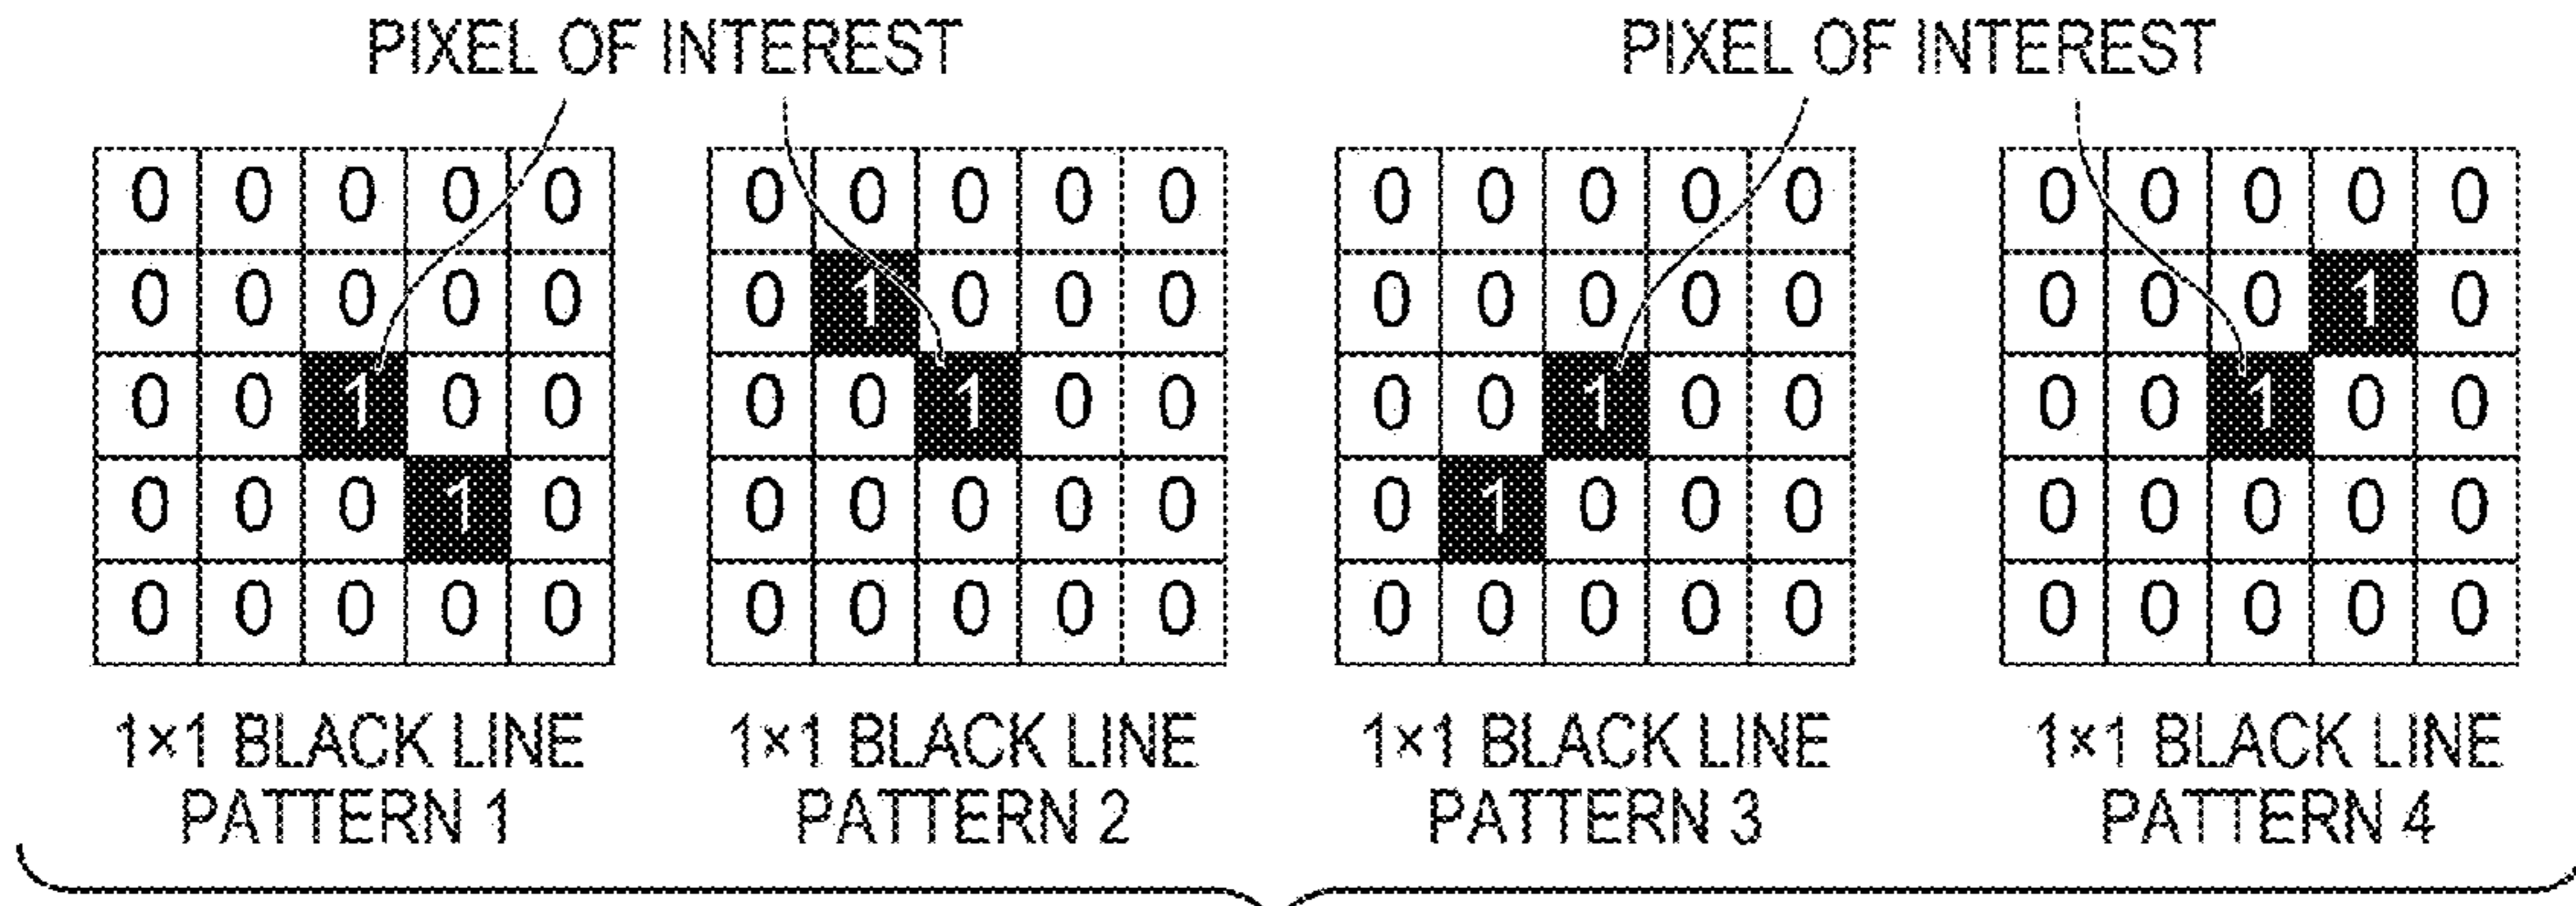 PIXEL OF INTEREST PIXEL OF INTEREST
0 0 0 0 0 0 0 0 0 0 0 0 0 0 0 0 0 0 0 0
0 0 0 0 0 0 1 0 0 0 0 0 0 0 0 0 0 0 1 0
0 0 1 0 0 0 0 1 0 0 0 0 1 0 0 0 0 1 0 0
0 0 0 1 0 0 0 0 0 0 0 1 0 0 0 0 0 0 0 0
0 0 0 0 0 0 0 0 0 0 0 0 0 0 0 0 0 0 0 0
1×1 BLACK LINE 1×1 BLACK LINE 1×1 BLACK LINE 1×1 BLACK LINE
PATTERN 1 PATTERN 2 PATTERN 3 PATTERN 4